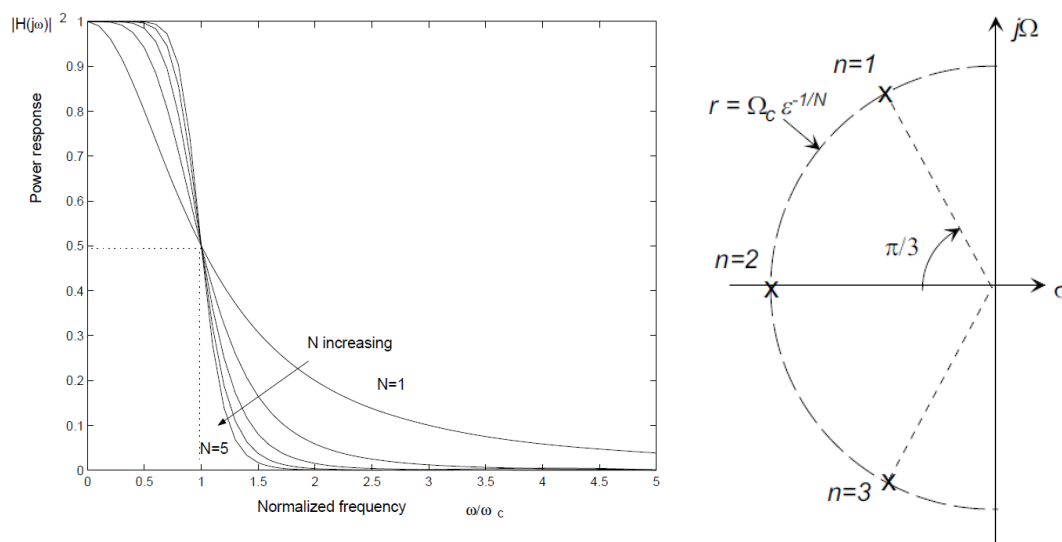 |H(jω)| 2
1
0.9
0.8
0.7
0.6
0.5
0.4
0.3
0.2
0.1
0
Power response
N increasing
N=1
N=5
0 0.5 1 1.5 2 2.5 3 3.5 4 4.5 5
Normalized frequency ω/ω c
jΩ
n=1
r = Ω_c ε^{-1/N}
π/3
n=2
σ
n=3